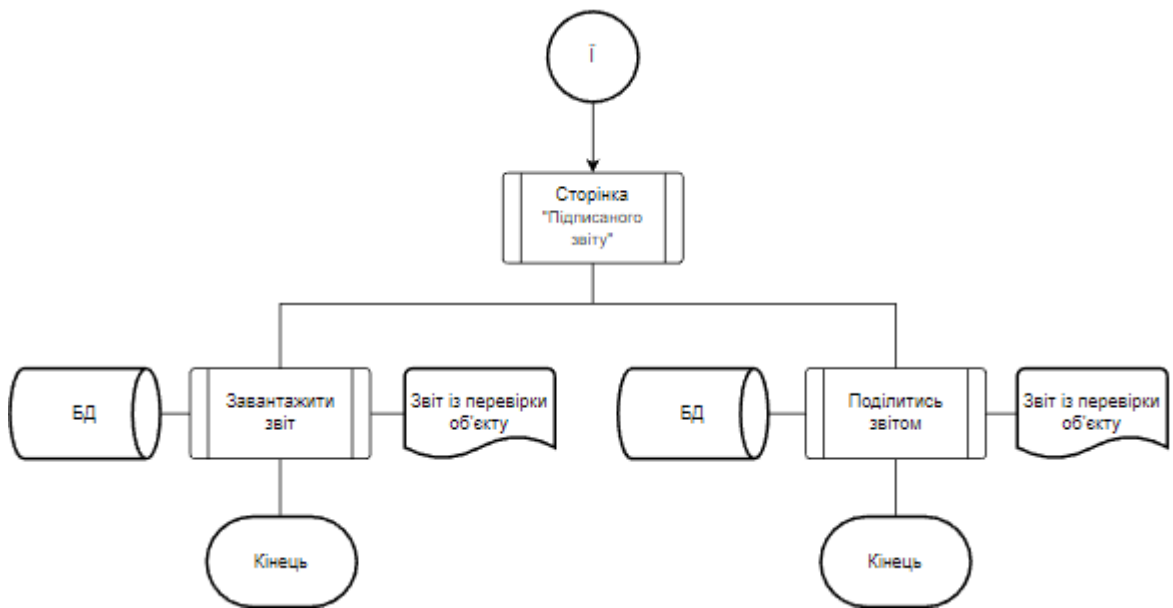 Ї
Сторінка
"Підписаного
звіту"
БД
Завантажити
звіт
Звіт із перевірки
об'єкту
БД
Поділитись
звітом
Звіт із перевірки
об'єкту
Кінець
Кінець